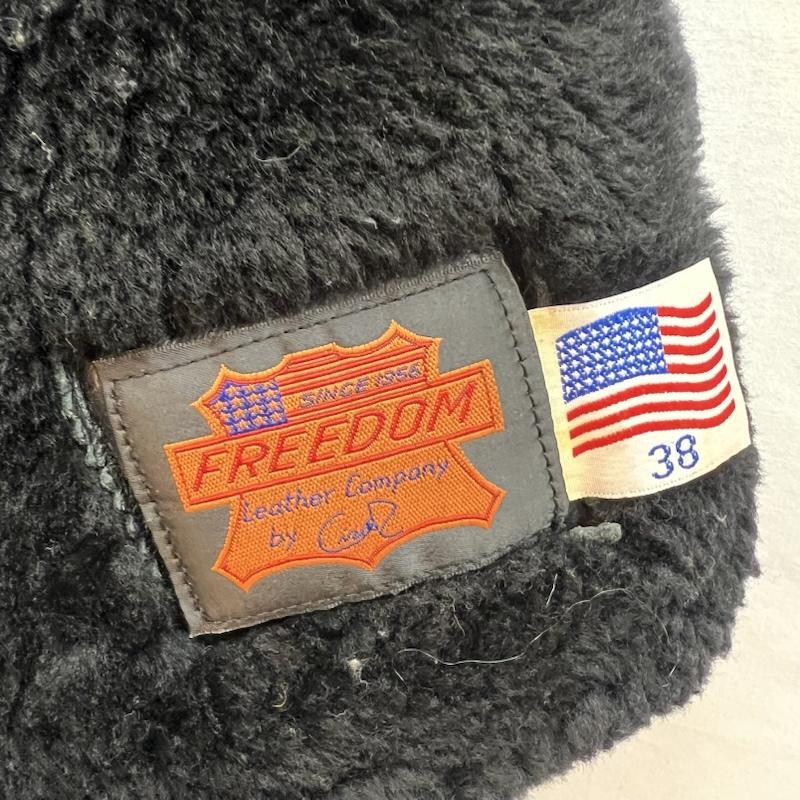 SINCE 1956
FREEDOM
Leather Company
by
38